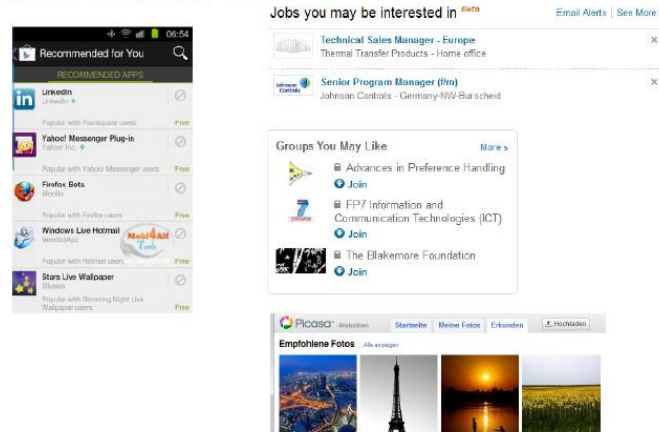 06:54
Recommended for You
RECOMMENDED APPS
LinkedIn
LinkedIn
Popular with Foursquare users
Free
Yahoo! Messenger Plug-in
Yahoo! Inc.
Popular with Yahoo! Messenger users
Free
Firefox Beta
Mozilla
Popular with Firefox users
Free
Windows Live Hotmail
Mobil4All
Popular with Hotmail users
Free
Stars Live Wallpaper
Popular with Blooming Night Live
Wallpaper users
Free
Jobs you may be interested in Beta
Email Alerts | See More
Technical Sales Manager - Europe
Thermal Transfer Products - Home office
Johnson Controls
Senior Program Manager (f/m)
Johnson Controls - Germany-NW-Burscheid
Groups You May Like
More »
Advances in Preference Handling
Join
FP7 Information and
Communication Technologies (ICT)
Join
The Blakemore Foundation
Join
Picasa Webalben
Startseite
Meine Fotos
Erkunden
Hochladen
Empfohlene Fotos
Alle anzeigen